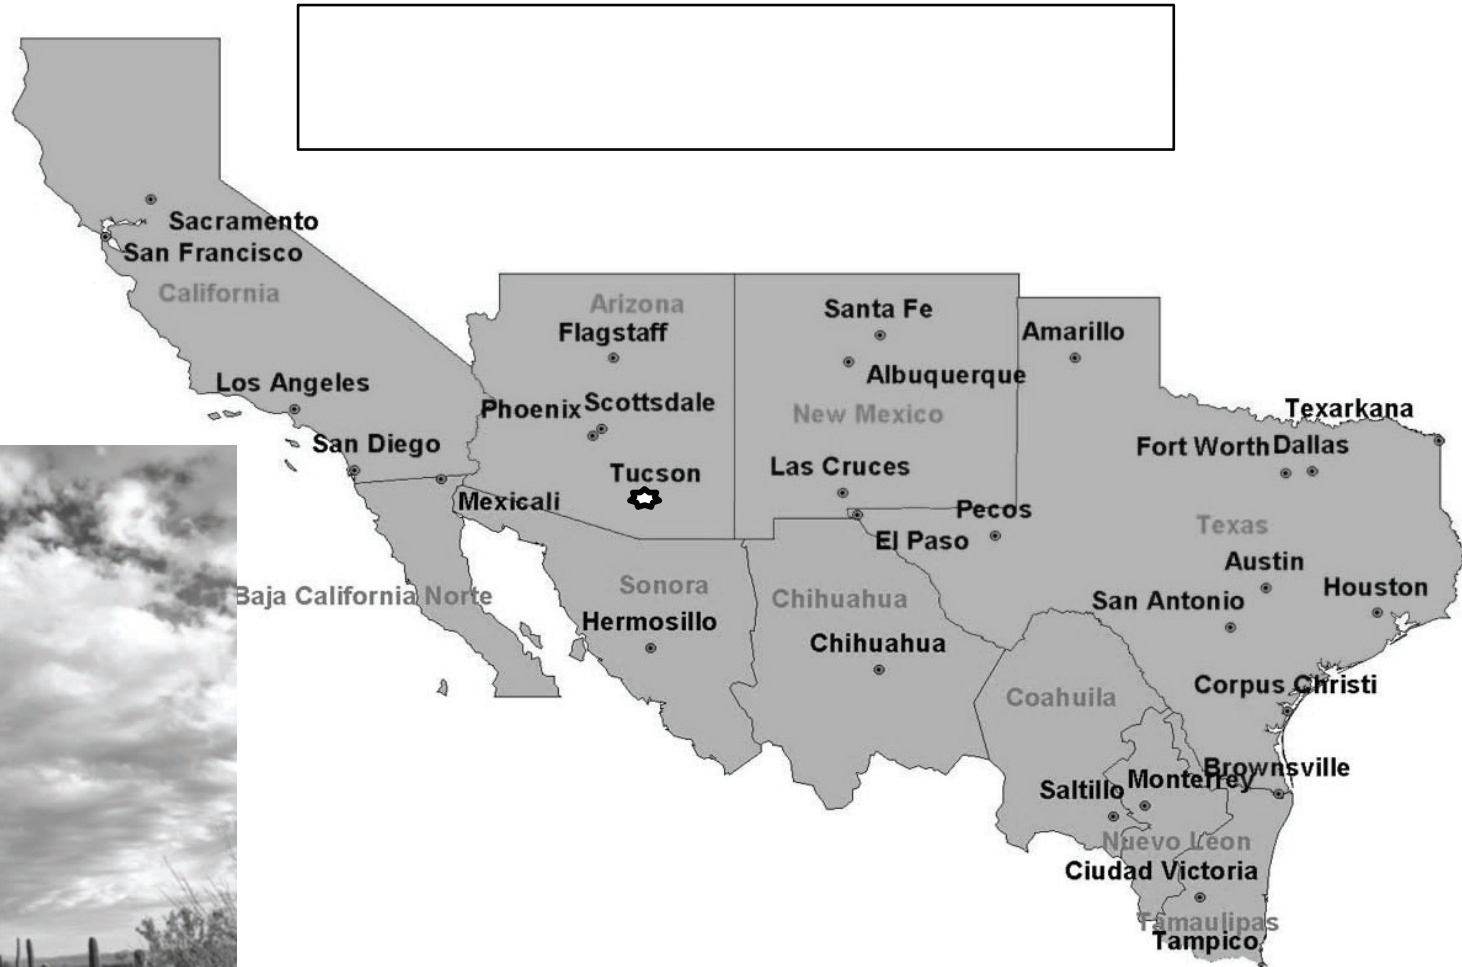 Sacramento
San Francisco
California
Arizona
Flagstaff
Santa Fe
Amarillo
Albuquerque
Los Angeles
Phoenix
Scottsdale
New Mexico
Texarkana
San Diego
Fort Worth
Dallas
Tucson
Las Cruces
Mexicali
Pecos
El Paso
Texas
Austin
Baja California Norte
Sonora
Chihuahua
San Antonio
Houston
Hermosillo
Chihuahua
Coahuila
Corpus Christi
Brownsville
Saltillo
Monterrey
Nuevo Leon
Ciudad Victoria
Tamaulipas
Tampico